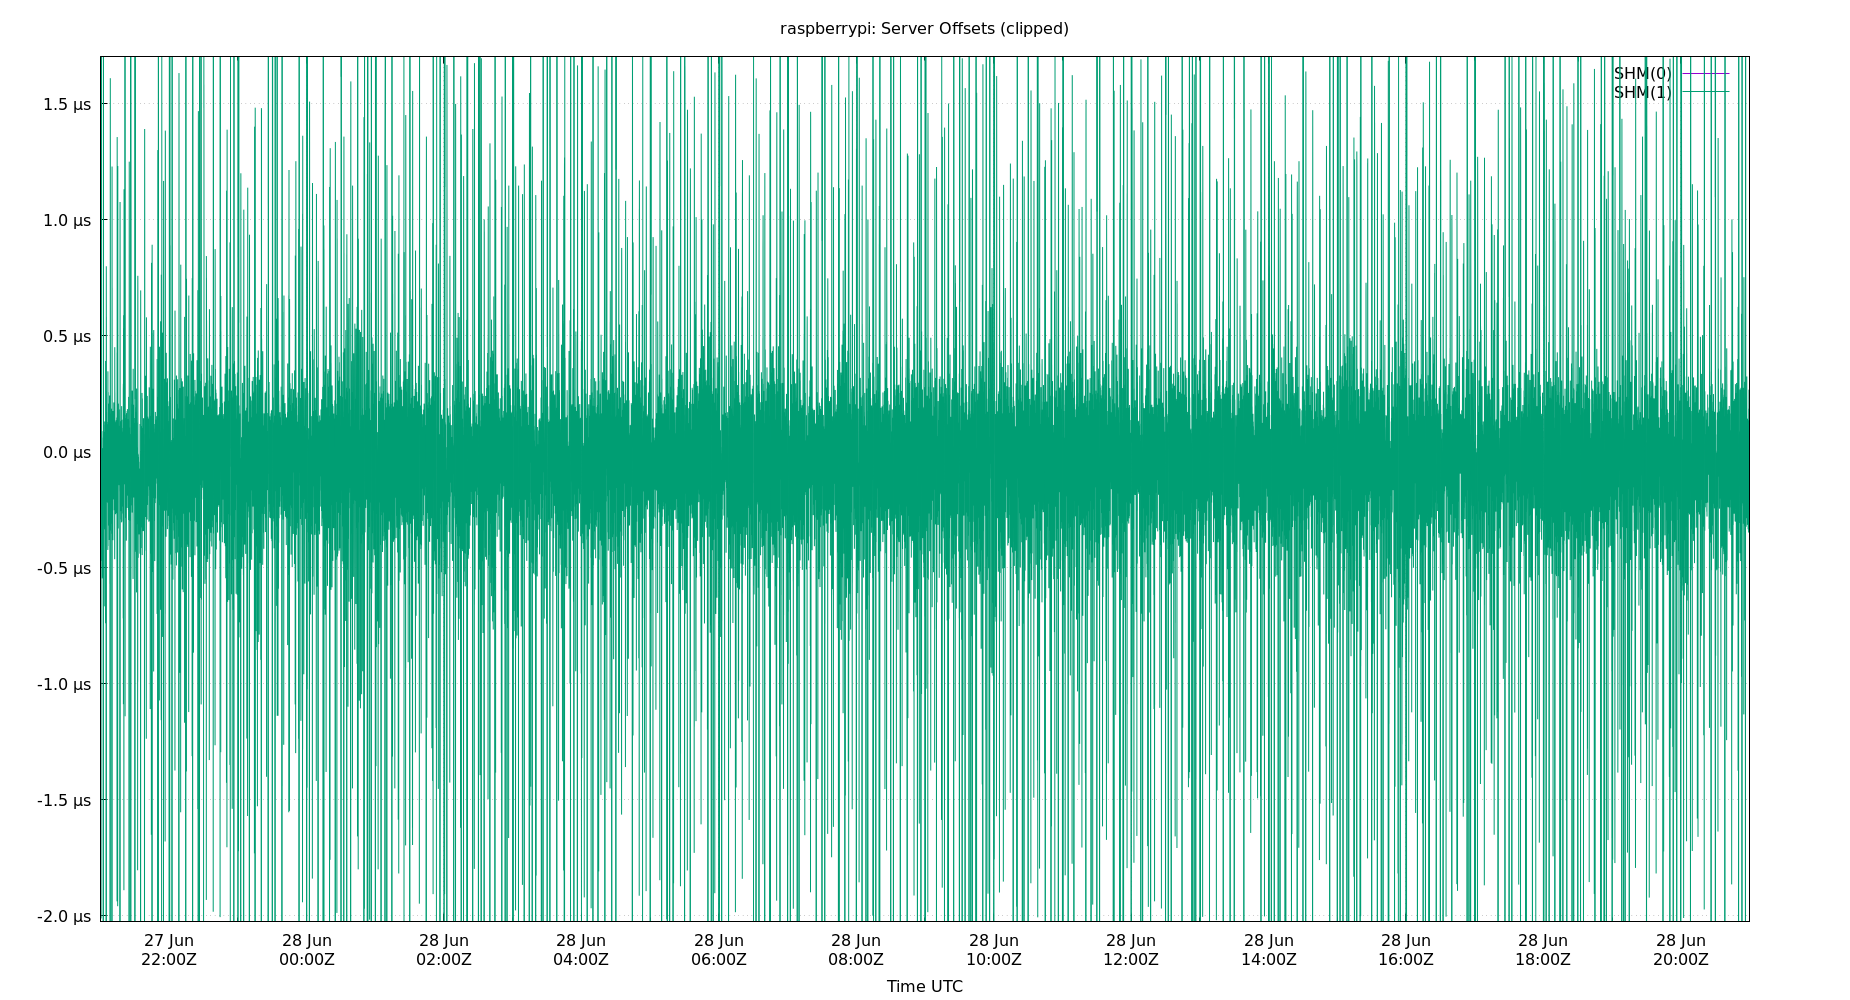 raspberrypi: Server Offsets (clipped)
SHM(0)
SHM(1)
1.5 µs
1.0 µs
0.5 µs
0.0 µs
-0.5 µs
-1.0 µs
-1.5 µs
-2.0 µs
27 Jun 28 Jun 28 Jun 28 Jun 28 Jun 28 Jun 28 Jun 28 Jun 28 Jun 28 Jun 28 Jun 28 Jun
22:00Z 00:00Z 02:00Z 04:00Z 06:00Z 08:00Z 10:00Z 12:00Z 14:00Z 16:00Z 18:00Z 20:00Z
Time UTC